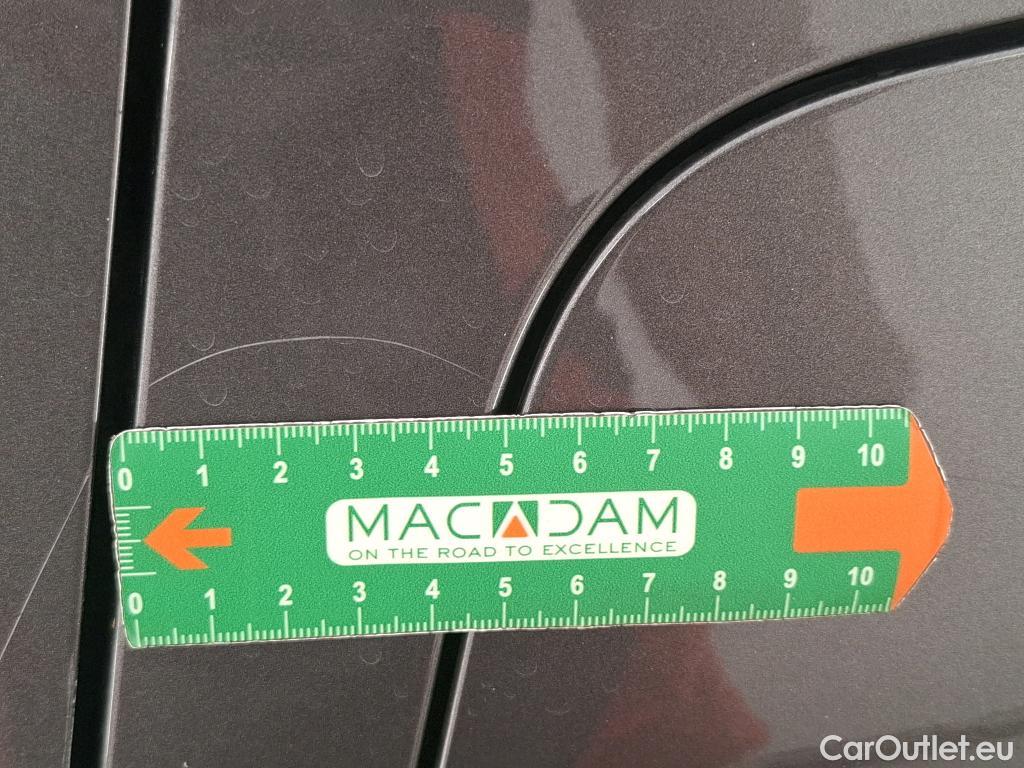 0 1 2 3 4 5 6 7 8 9 10
MACADAM
ON THE ROAD TO EXCELLENCE
0 1 2 3 4 5 6 7 8 9 10
CarOutlet.eu